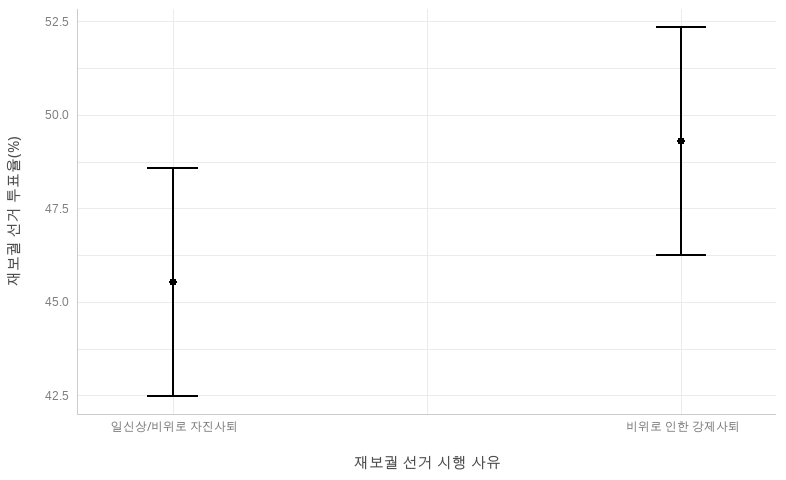 52.5
50.0
47.5
45.0
42.5
재보궐 선거 투표율(%)
일신상/비위로 자진사퇴
비위로 인한 강제사퇴
재보궐 선거 시행 사유